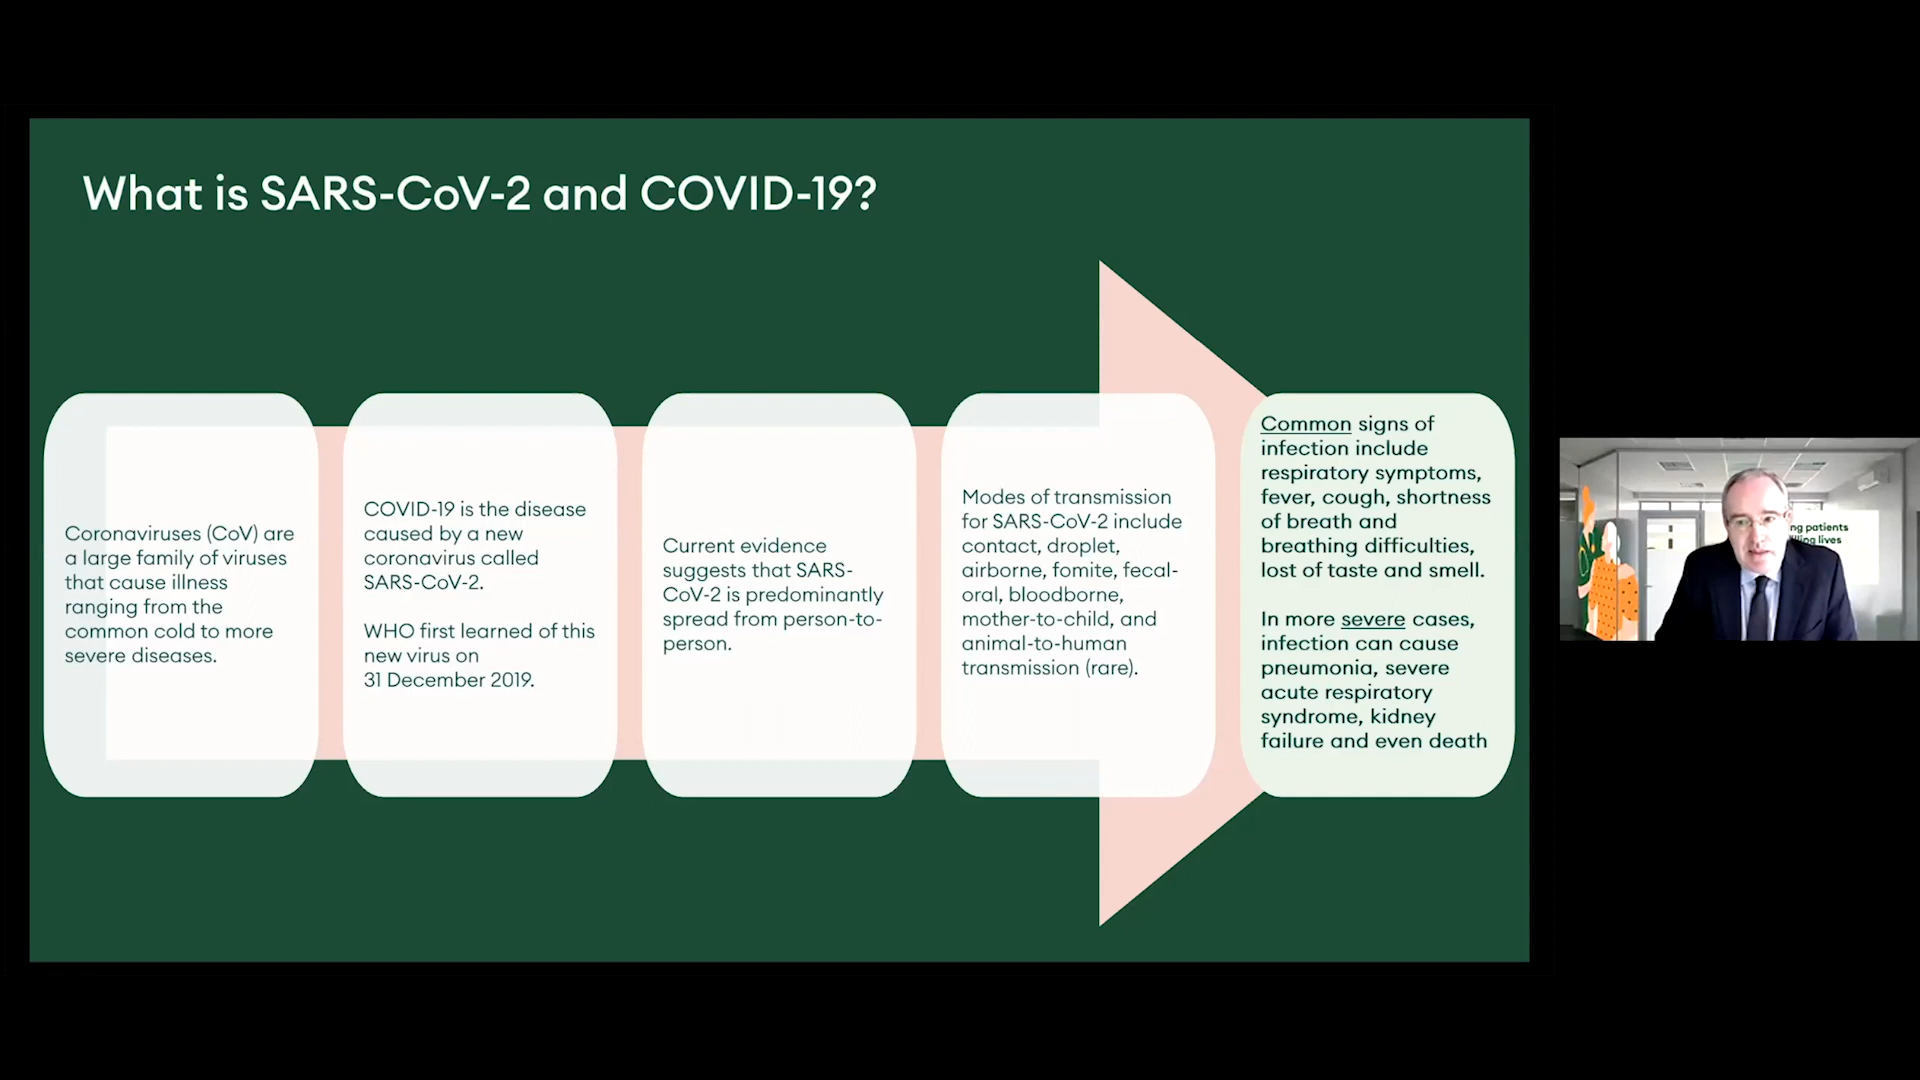 What is SARS-CoV-2 and COVID-19?
Coronaviruses (CoV) are
a large family of viruses
that cause illness
ranging from the
common cold to more
severe diseases.
COVID-19 is the disease
caused by a new
coronavirus called
SARS-CoV-2.
WHO first learned of this
new virus on
31 December 2019.
Current evidence
suggests that SARS-
CoV-2 is predominantly
spread from person-to-
person.
Modes of transmission
for SARS-CoV-2 include
contact, droplet,
airborne, fomite, fecal-
oral, bloodborne,
mother-to-child, and
animal-to-human
transmission (rare).
Common signs of
infection include
respiratory symptoms,
fever, cough, shortness
of breath and
breathing difficulties,
lost of taste and smell.
In more severe cases,
infection can cause
pneumonia, severe
acute respiratory
syndrome, kidney
failure and even death
patients
lives